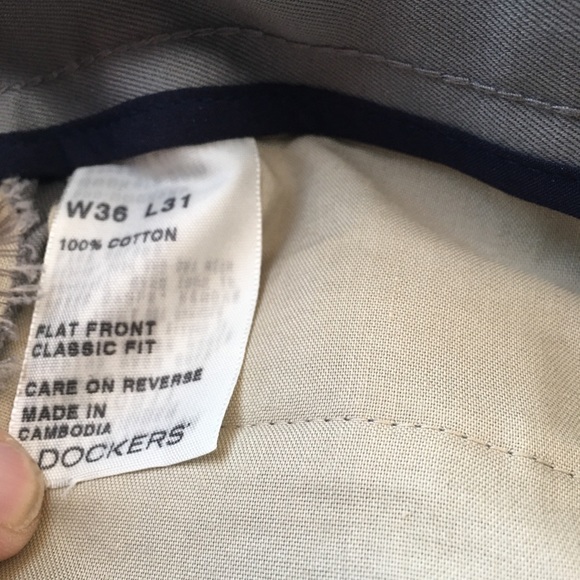 W36 L31
100% COTTON
FLAT FRONT
CLASSIC FIT
CARE ON REVERSE
MADE IN
CAMBODIA
DOCKERS®